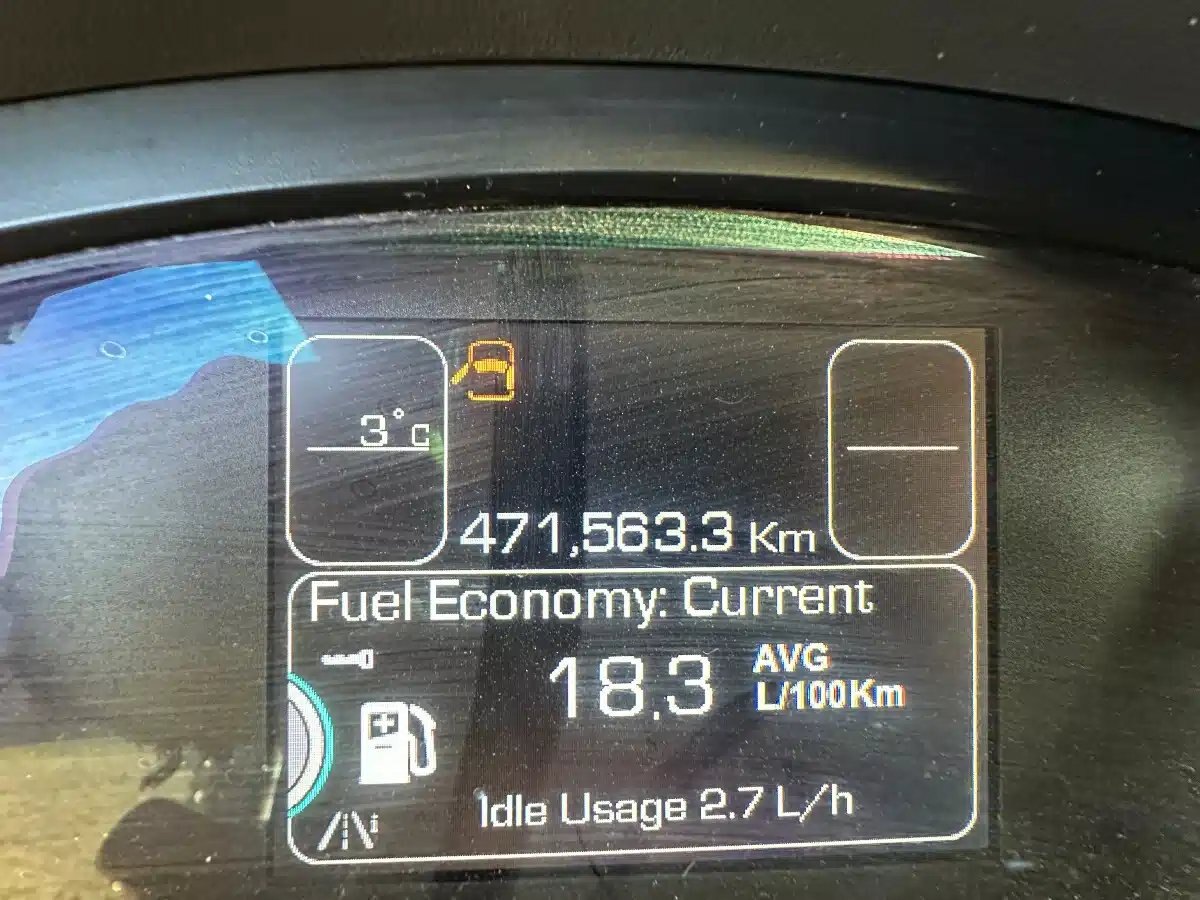 3°C
471,563.3 Km
Fuel Economy: Current
18.3 AVG
L/100Km
Idle Usage 2.7 L/h